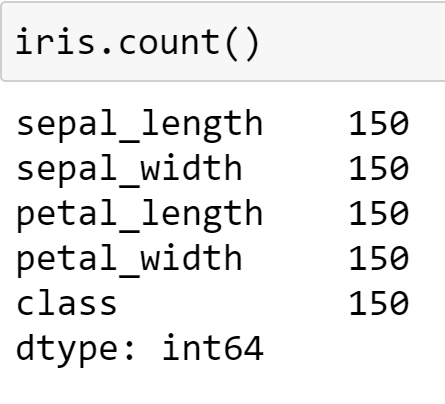 iris.count()
sepal_length    150
sepal_width     150
petal_length    150
petal_width     150
class           150
dtype: int64